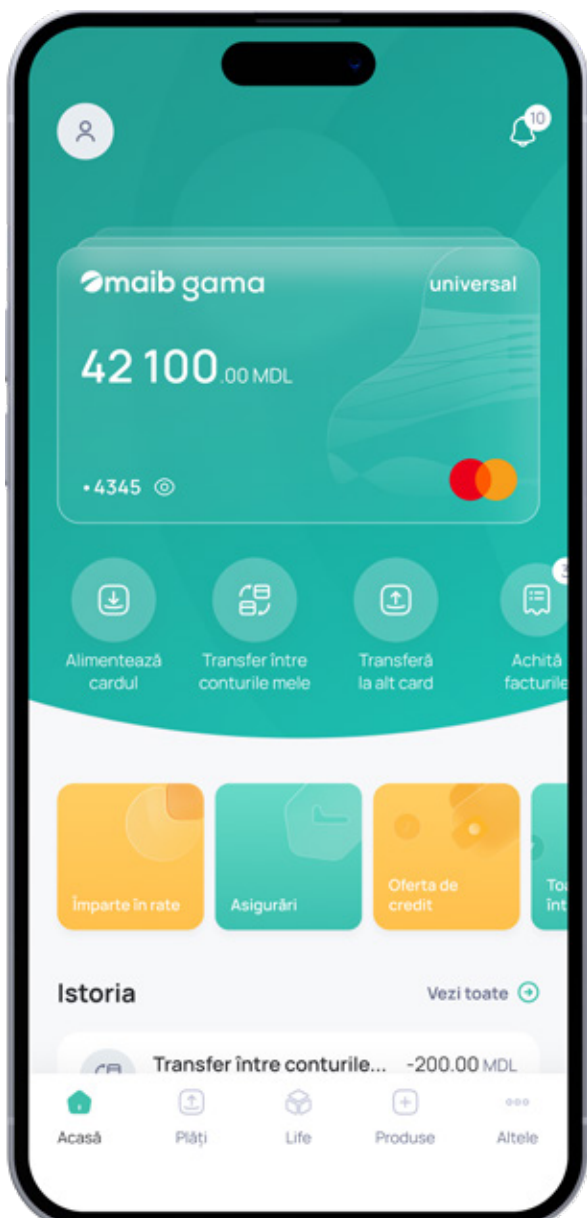 10
maib gama
universal
42 100.00 MDL
•4345
Alimentează
cardul
Transfer între
conturile mele
Transferă
la alt card
Achită
facturile
Împarte în rate
Asigurări
Oferta de
credit
Istoria
Vezi toate
Transfer între conturile... -200.00 MDL
Acasă
Plăți
Life
Produse
Altele